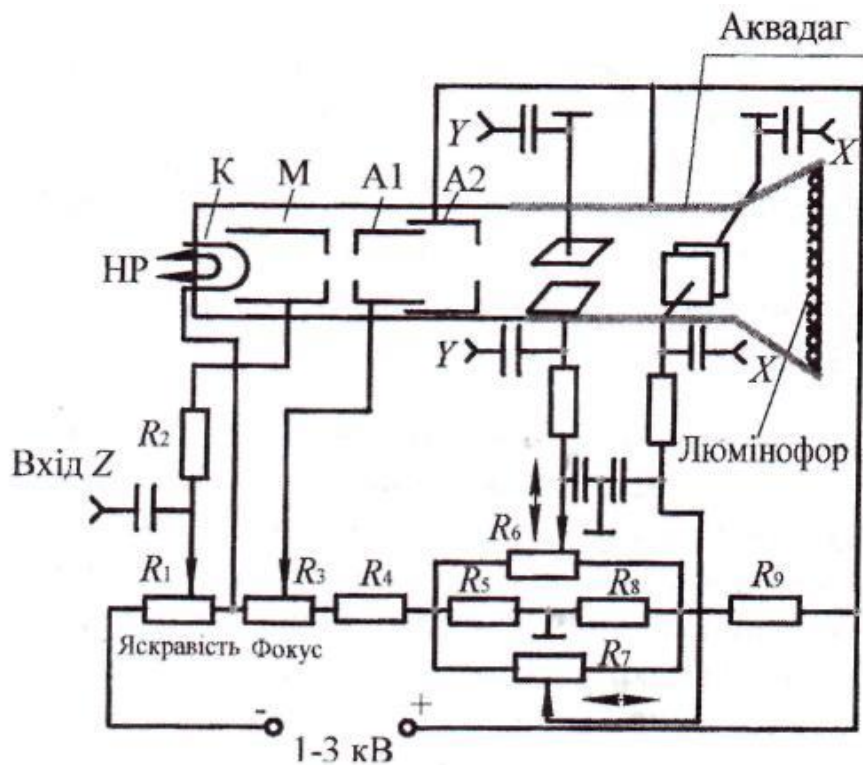 Аквадаг
Y
X
К
М
А1
А2
НР
Y
X
R2
Люмінофор
Вхід Z
R6
R1
R3
R4
R5
R8
R9
Яскравість Фокус
R7
- +
1-3 кВ